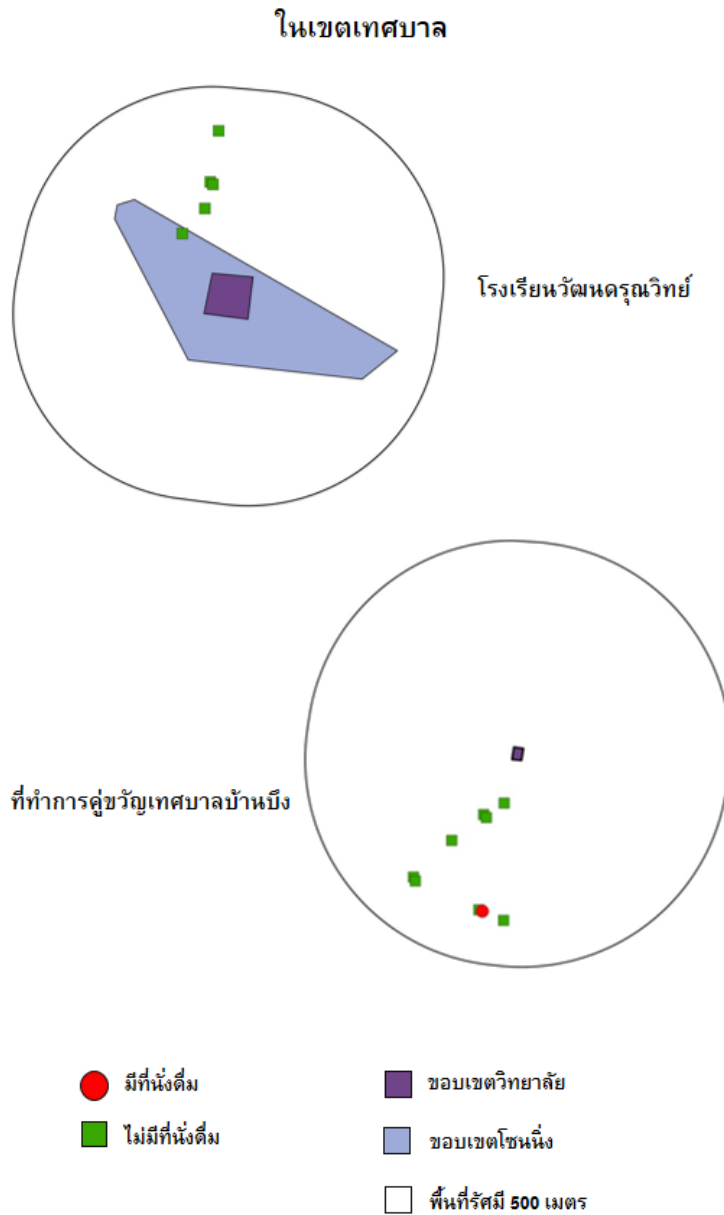 ในเขตเทศบาล
โรงเรียนวัฒนดรุณวิทย์
ที่ทำการคู่ขวัญเทศบาลบ้านบึง
มีที่นั่งดื่ม
ขอบเขตวิทยาลัย
ไม่มีที่นั่งดื่ม
ขอบเขตโซนนิ่ง
พื้นที่รัศมี 500 เมตร